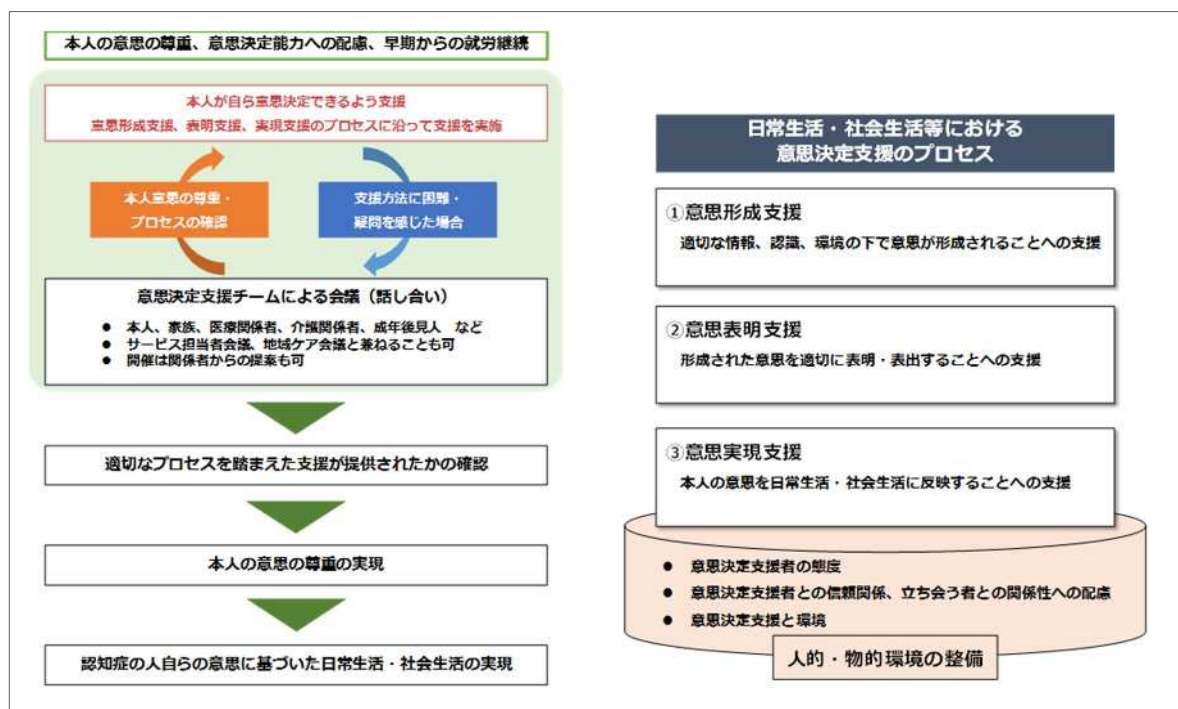 本人の意思の尊重、意思決定能力への配慮、早期からの就労継続
本人が自ら意思決定できるよう支援
意思形成支援、表明支援、実現支援のプロセスに沿って支援を実施
本人意思の尊重・
プロセスの確認
支援方法に困難・
疑問を感じた場合
意思決定支援チームによる会議（話し合い）
● 本人、家族、医療関係者、介護関係者、成年後見人 など
● サービス担当者会議、地域ケア会議と兼ねることも可
● 開催は関係者からの提案も可
適切なプロセスを踏まえた支援が提供されたかの確認
本人の意思の尊重の実現
認知症の人自らの意思に基づいた日常生活・社会生活の実現
日常生活・社会生活等における
意思決定支援のプロセス
①意思形成支援
適切な情報、認識、環境の下で意思が形成されることへの支援
②意思表明支援
形成された意思を適切に表明・表出することへの支援
③意思実現支援
本人の意思を日常生活・社会生活に反映することへの支援
● 意思決定支援者の態度
● 意思決定支援者との信頼関係、立ち会う者との関係性への配慮
● 意思決定支援と環境
人的・物的環境の整備